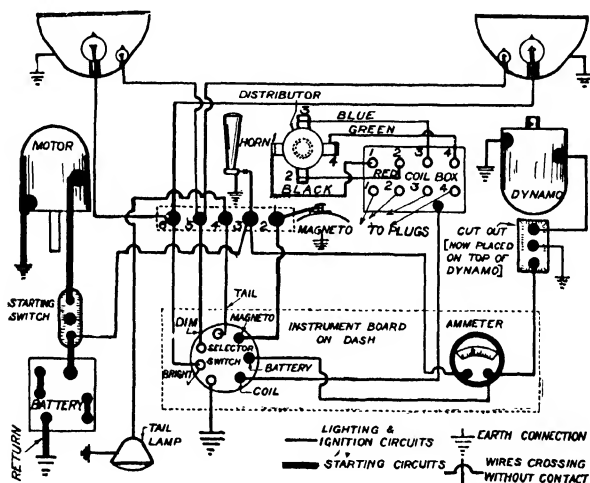 DISTRIBUTOR
3
BLUE
GREEN
HORN
4
1
2
3
4
MOTOR
2
RED
COIL BOX
BLACK
1
2
3
4
DYNAMO
6
5
4
3
2
MAGNETO
TO PLUGS
CUT OUT
[NOW PLACED
ON TOP OF
DYNAMO]
STARTING
SWITCH
TAIL
MAGNETO
INSTRUMENT BOARD
ON DASH
AMMETER
DIM
SELECTOR
SWITCH
BRIGHT
BATTERY
COIL
BATTERY
RETURN
TAIL
LAMP
LIGHTING &
IGNITION CIRCUITS
EARTH CONNECTION
STARTING CIRCUITS
WIRES CROSSING
WITHOUT CONTACT